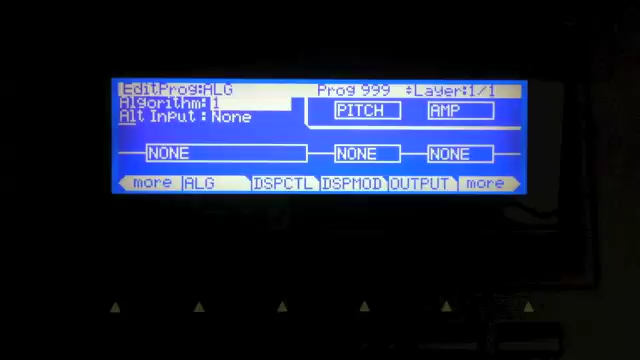 EditProg:ALG Prog 999 ÷Layer:1/1
Algorithm:1
Alt Input :None
PITCH AMP
NONE NONE NONE
more ALG DSPCTL DSPMOD OUTPUT more